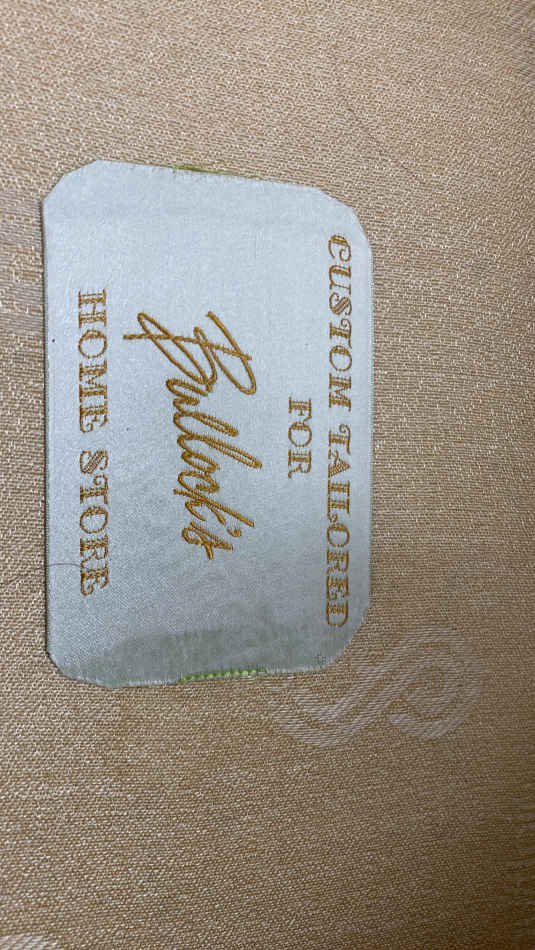 CUSTOM TAILORED
FOR
Bullock's
HOME STORE